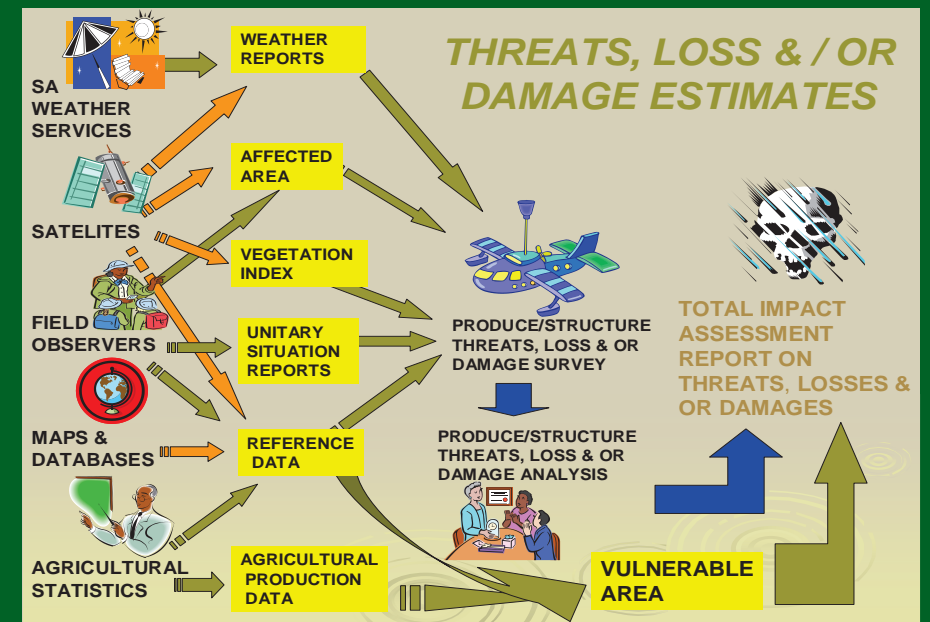 THREATS, LOSS & / OR
DAMAGE ESTIMATES
SA
WEATHER
SERVICES
SATELITES
FIELD
OBSERVERS
MAPS &
DATABASES
AGRICULTURAL
STATISTICS
WEATHER
REPORTS
AFFECTED
AREA
VEGETATION
INDEX
UNITARY
SITUATION
REPORTS
REFERENCE
DATA
AGRICULTURAL
PRODUCTION
DATA
PRODUCE/STRUCTURE
THREATS, LOSS & OR
DAMAGE SURVEY
PRODUCE/STRUCTURE
THREATS, LOSS & OR
DAMAGE ANALYSIS
VULNERABLE
AREA
TOTAL IMPACT
ASSESSMENT
REPORT ON
THREATS, LOSSES &
OR DAMAGES